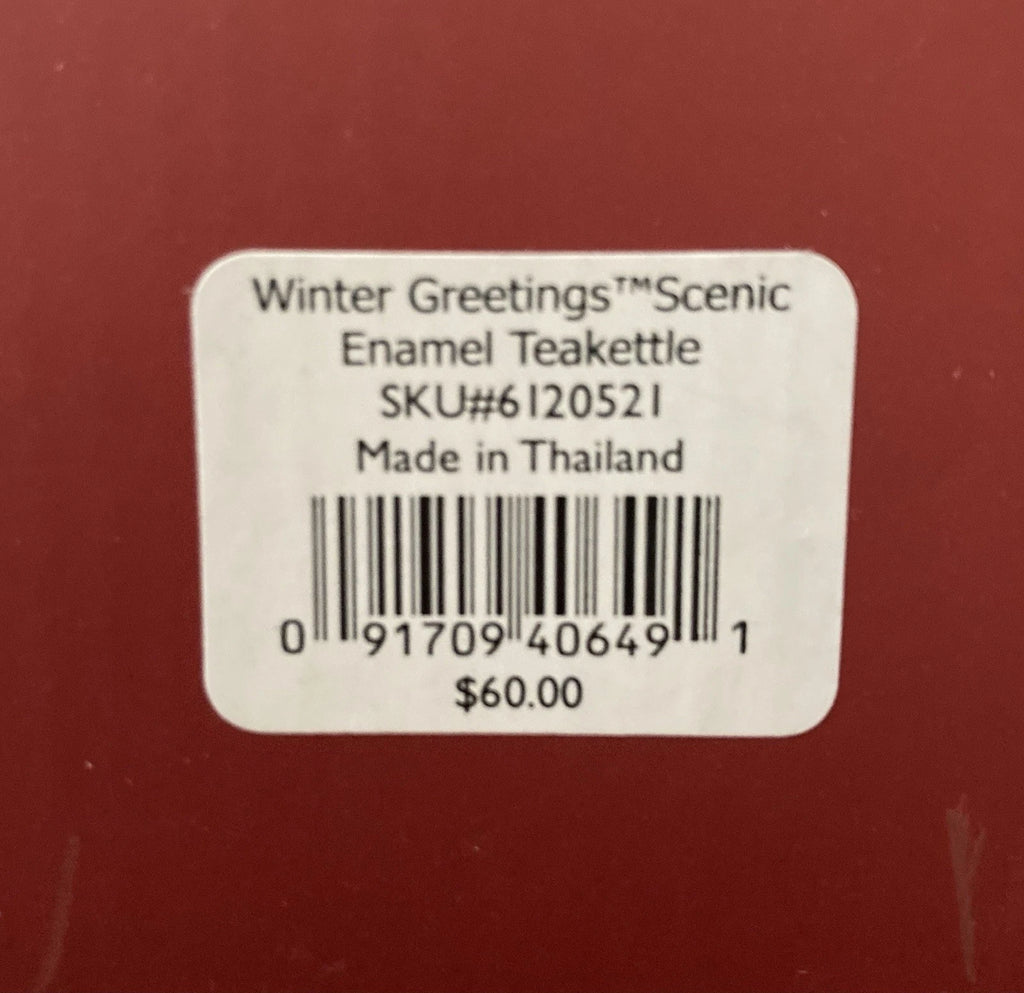 Winter Greetings™Scenic
Enamel Teakettle
SKU#6120521
Made in Thailand
0 91709 40649 1
$60.00